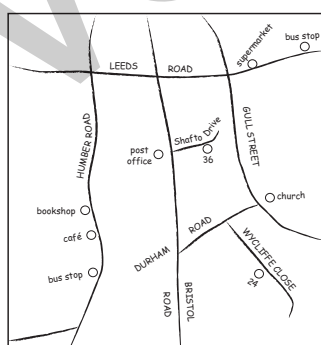 supermarket
bus stop
LEEDS ROAD
HUMBER ROAD
GULL STREET
Shafto Drive
post
office
36
church
bookshop
café
DURHAM ROAD
WYCLIFFE CLOSE
24
bus stop
BRISTOL
ROAD